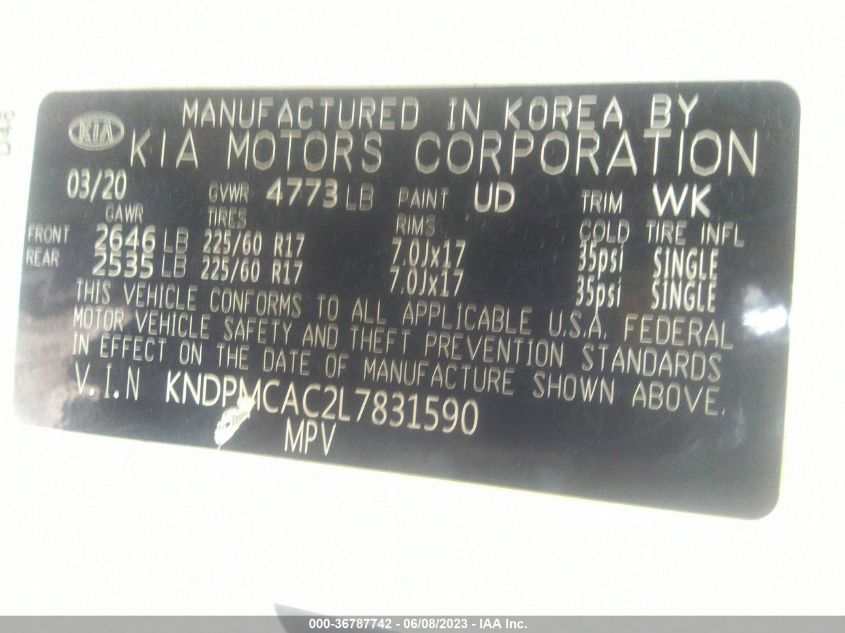 MANUFACTURED IN KOREA BY
KIA
KIA MOTORS CORPORATION
03/20 GVWR 4773 LB PAINT UD TRIM WK
GAWR TIRES RIMS COLD TIRE INFL
FRONT 2646 LB 225/60 R17 7.0Jx17 35psi SINGLE
REAR 2535 LB 225/60 R17 7.0Jx17 35psi SINGLE
THIS VEHICLE CONFORMS TO ALL APPLICABLE U.S.A. FEDERAL
MOTOR VEHICLE SAFETY AND THEFT PREVENTION STANDARDS
IN EFFECT ON THE DATE OF MANUFACTURE SHOWN ABOVE.
V.I.N KNDPMCAC2L7831590
MPV
000-36787742 - 06/08/2023 - IAA Inc.